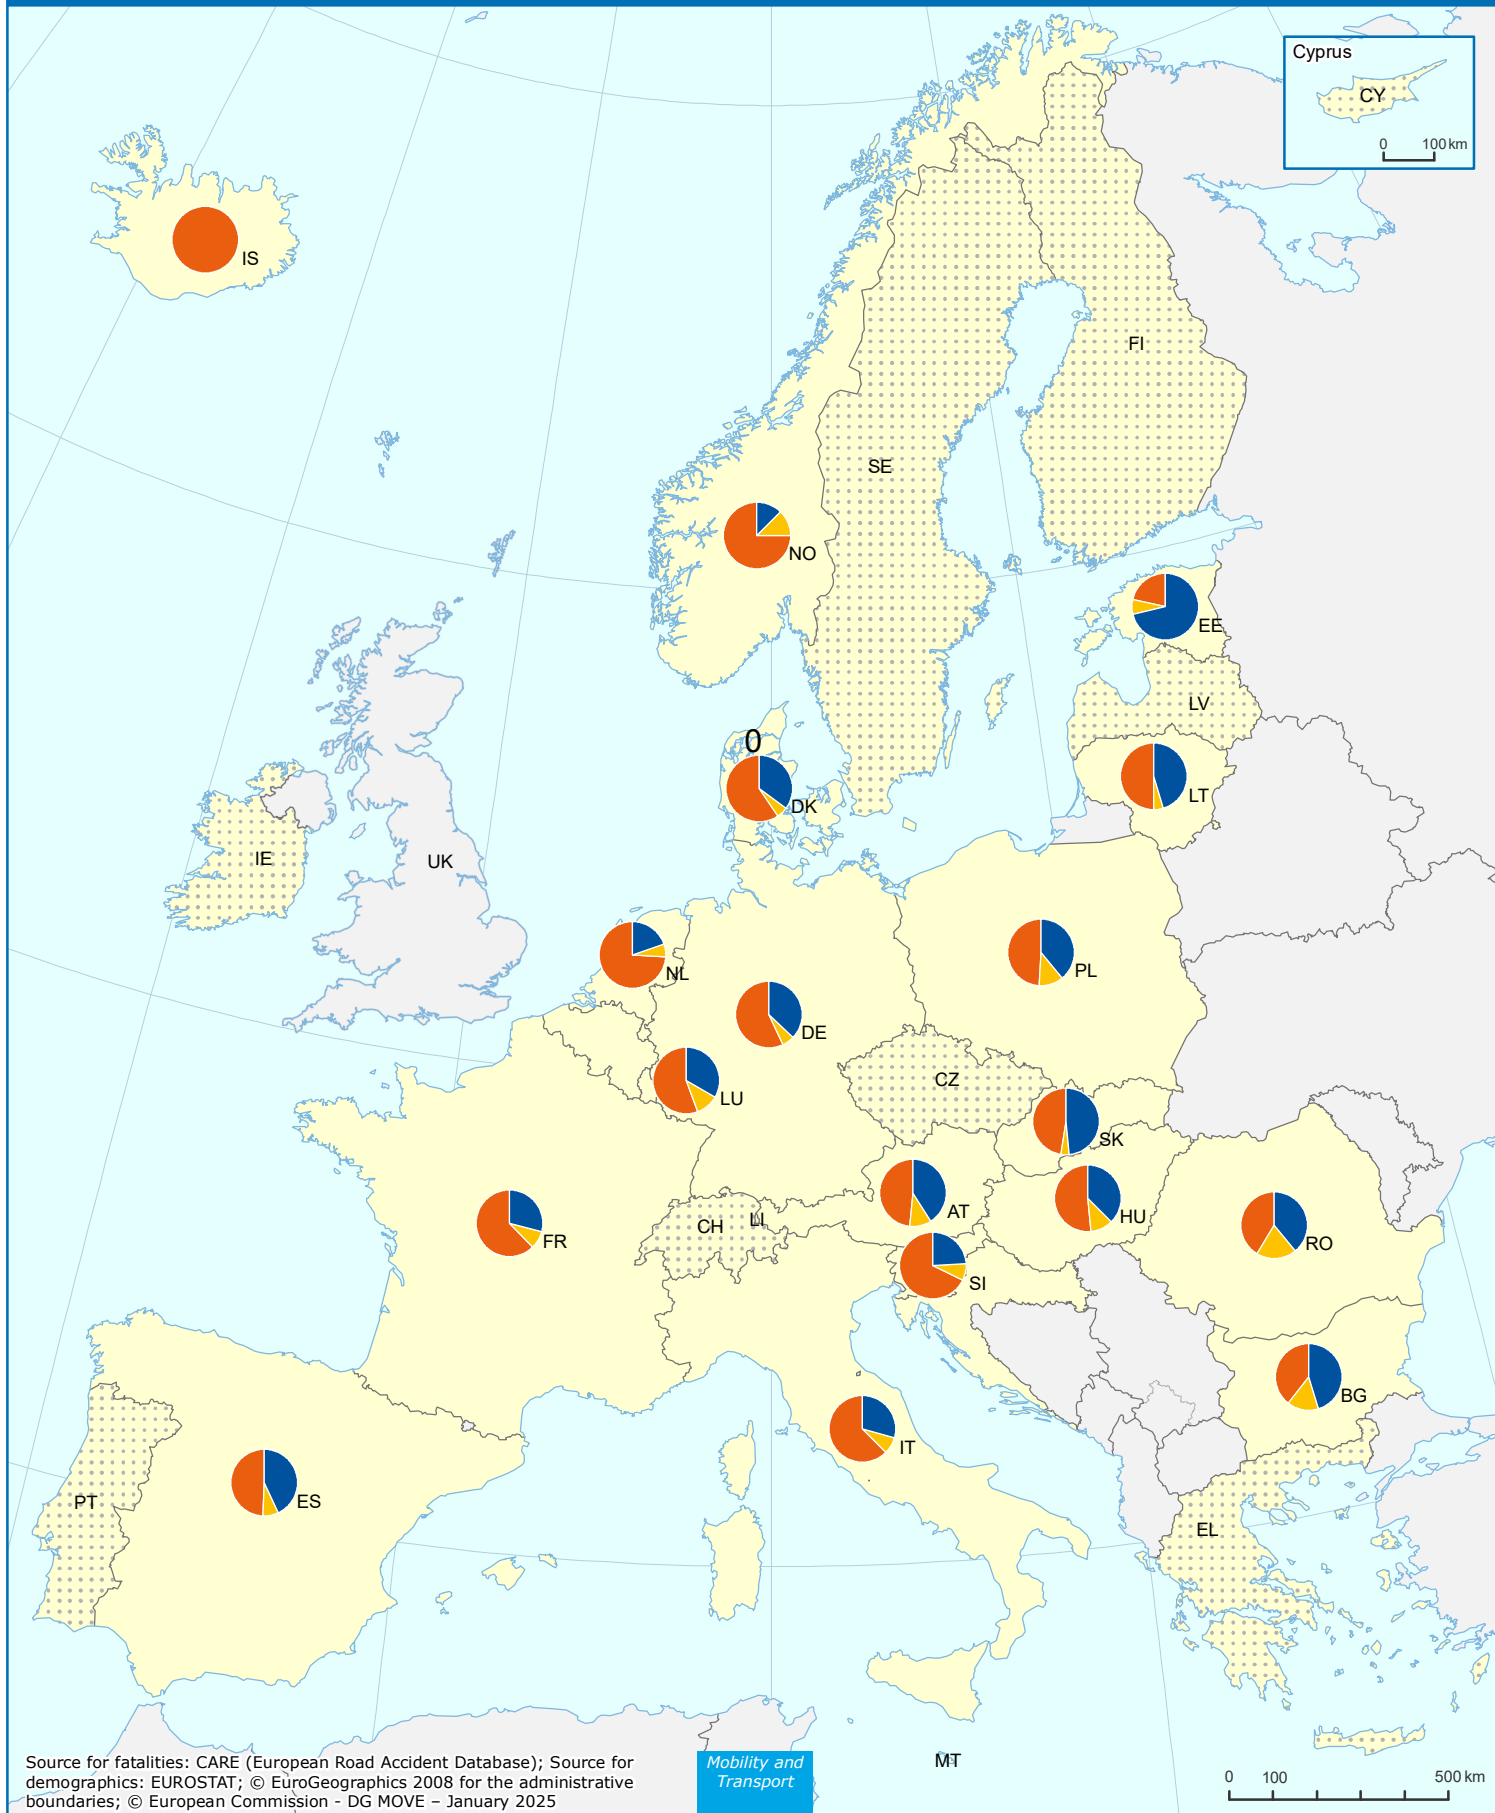 Cyprus
CY
0 100 km
IS
FI
SE
NO
EE
LV
0
LT
DK
IE
UK
NL
PL
DE
CZ
LU
SK
AT
HU
CH
LI
RO
FR
SI
BG
IT
ES
PT
EL
MT
Source for fatalities: CARE (European Road Accident Database); Source for
demographics: EUROSTAT; © EuroGeographics 2008 for the administrative
boundaries; © European Commission - DG MOVE – January 2025
Mobility and
Transport
0 100 500 km